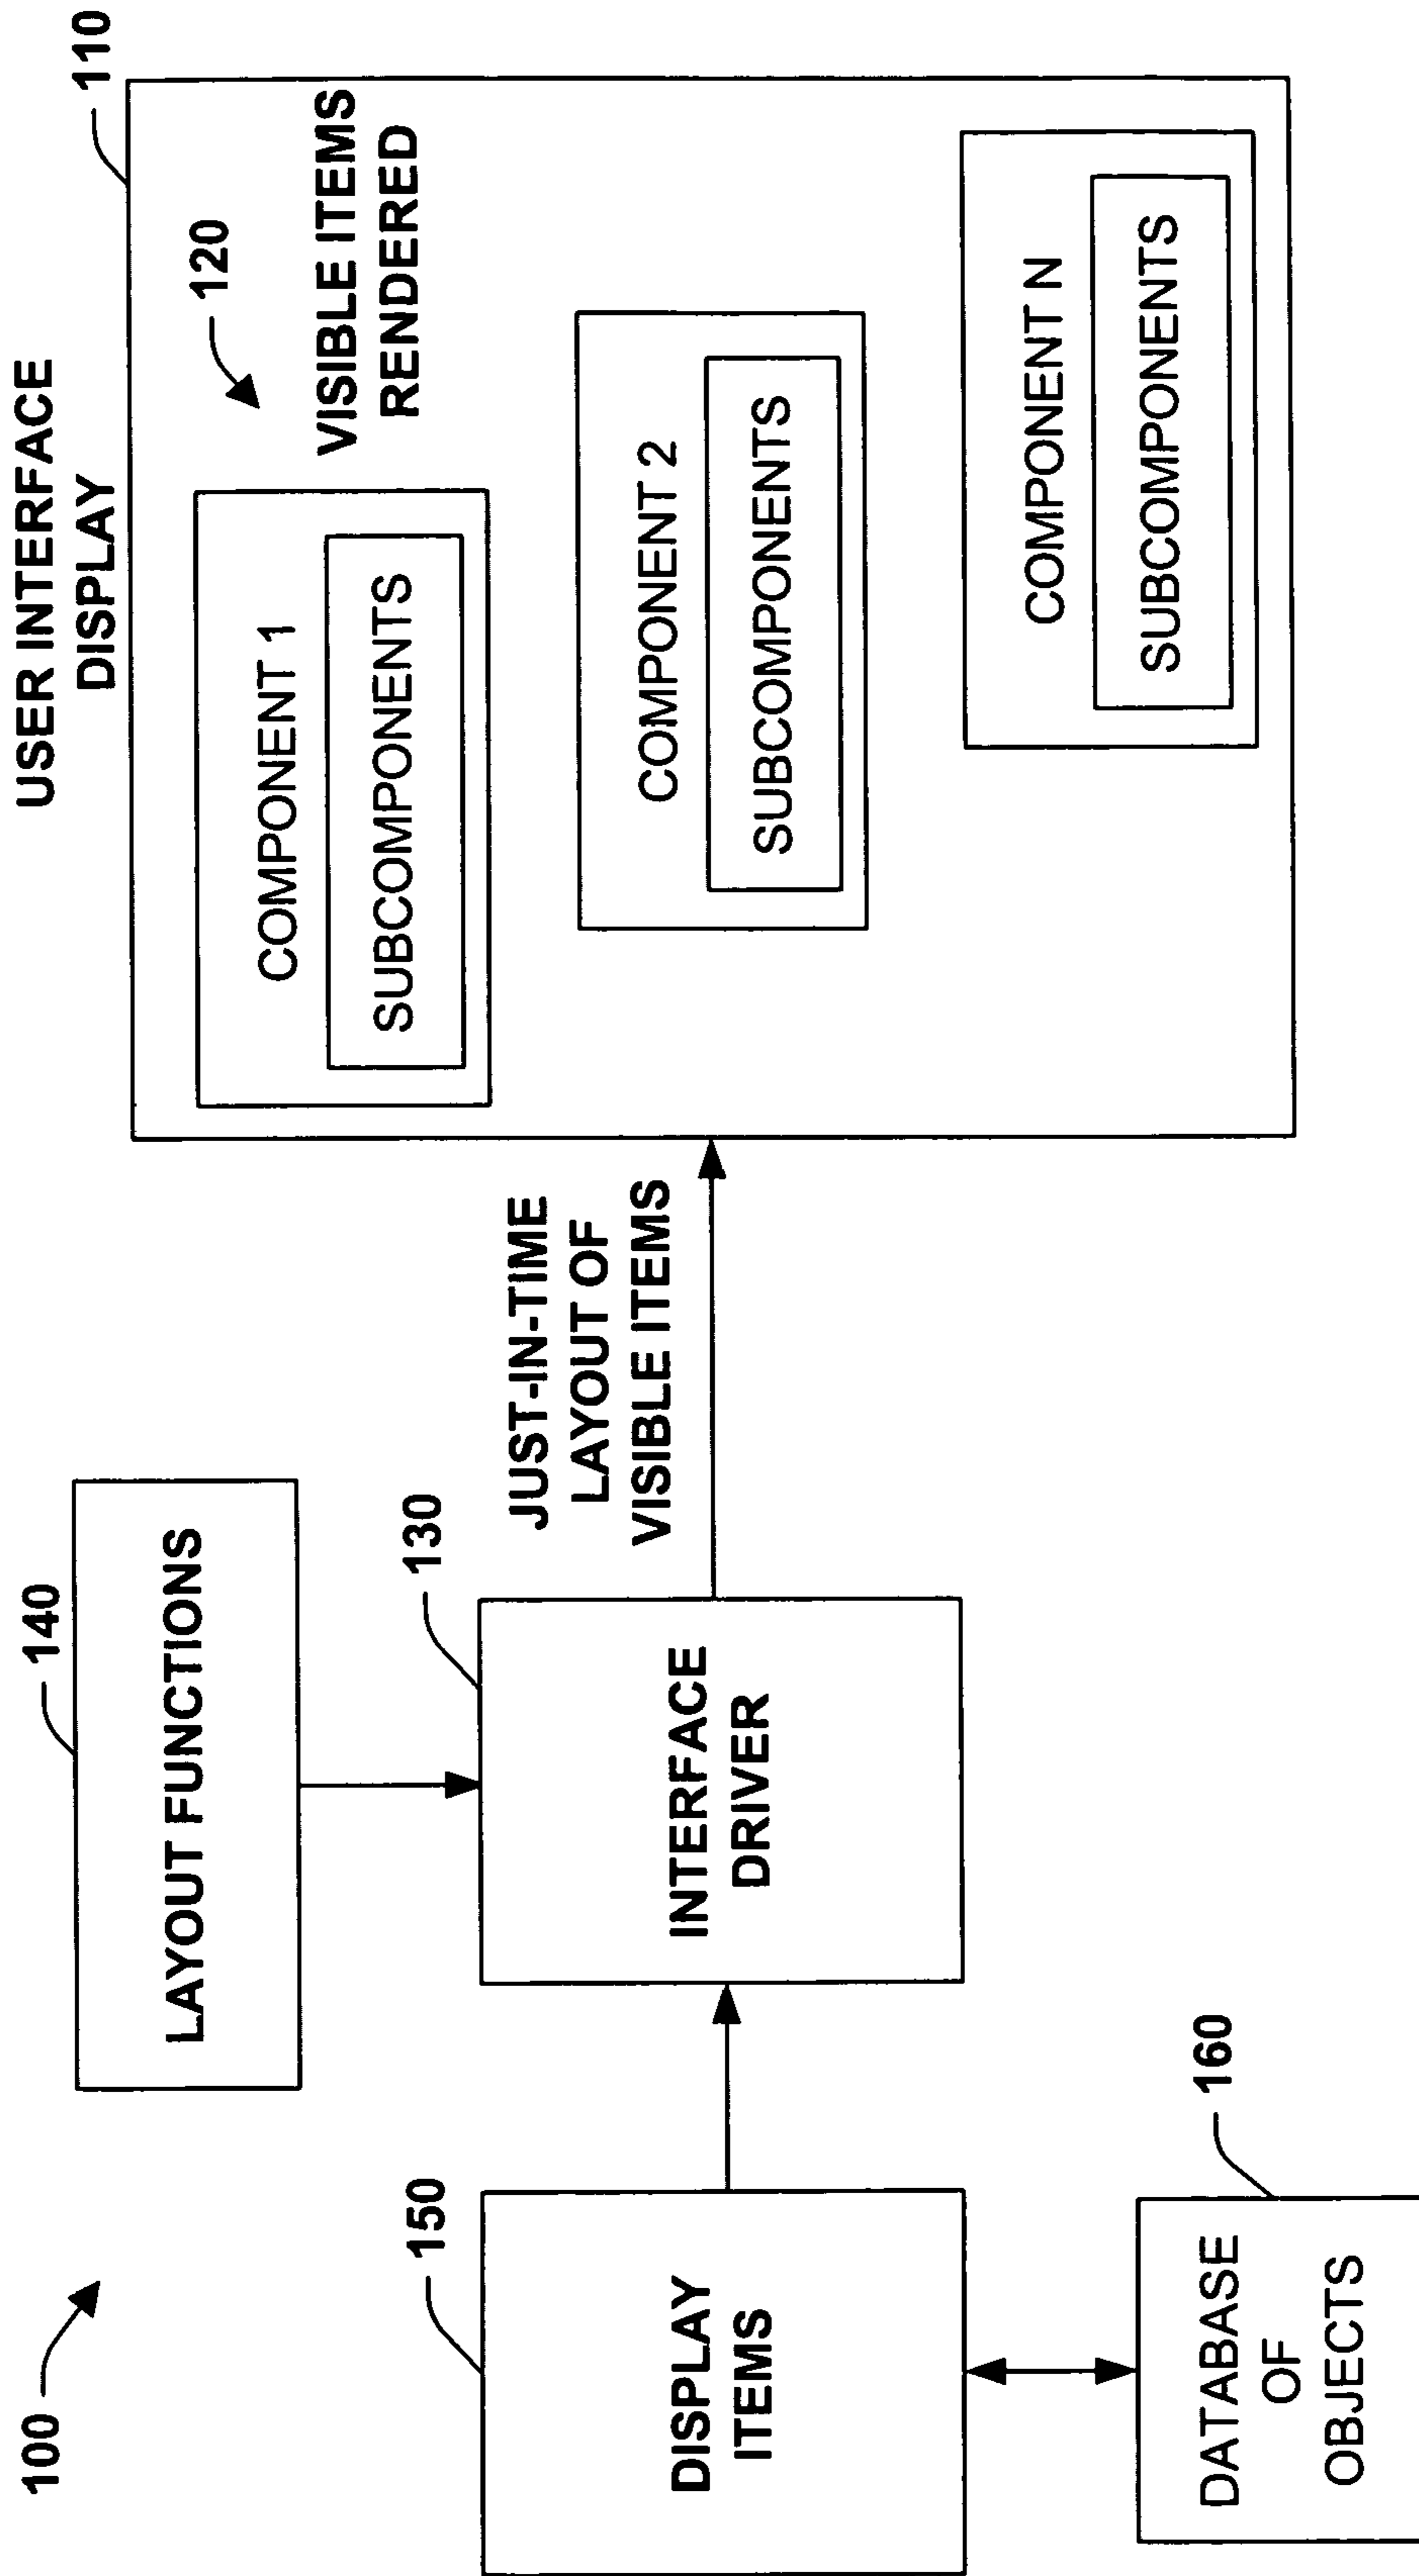 100
140
LAYOUT FUNCTIONS
150
DISPLAY
ITEMS
130
INTERFACE
DRIVER
160
DATABASE
OF
OBJECTS
JUST-IN-TIME
LAYOUT OF
VISIBLE ITEMS
USER INTERFACE
DISPLAY
110
120
VISIBLE ITEMS
RENDERED
COMPONENT 1
SUBCOMPONENTS
COMPONENT 2
SUBCOMPONENTS
COMPONENT N
SUBCOMPONENTS